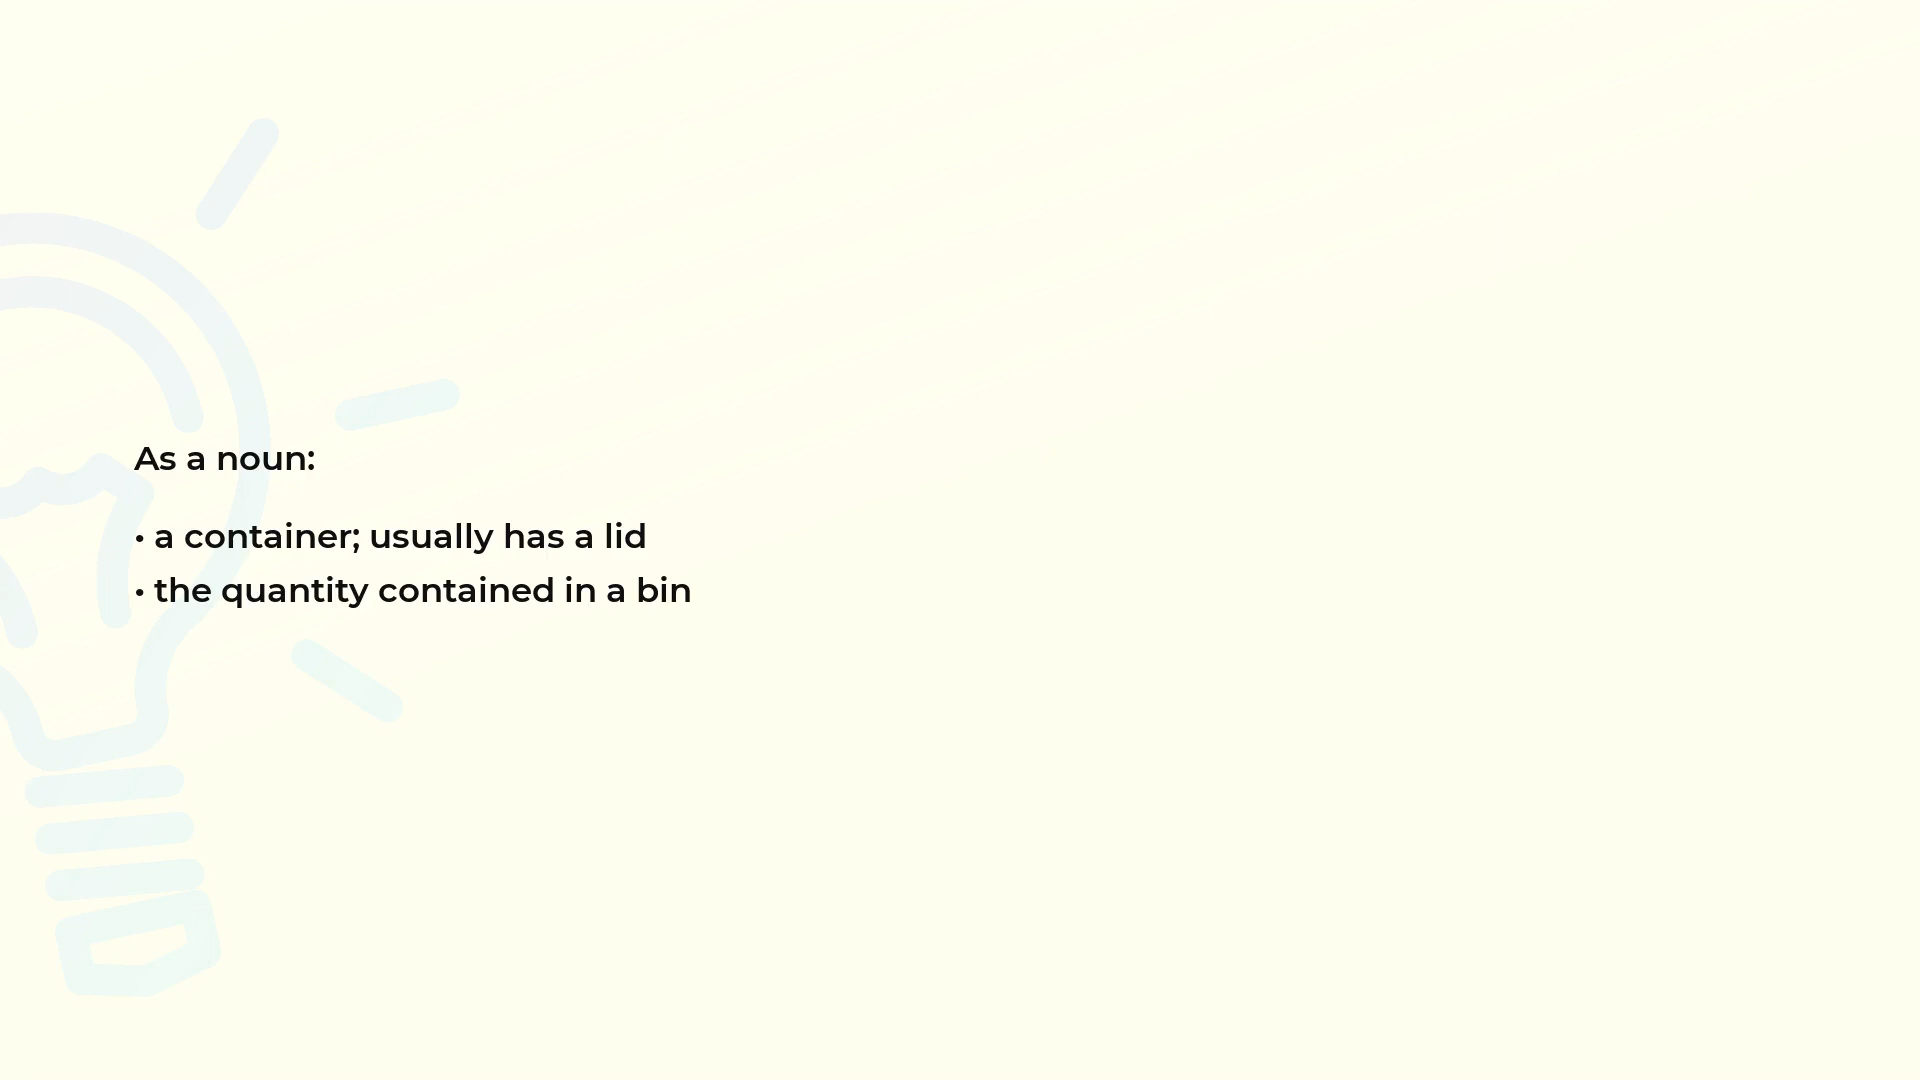 As a noun:
• a container; usually has a lid
• the quantity contained in a bin